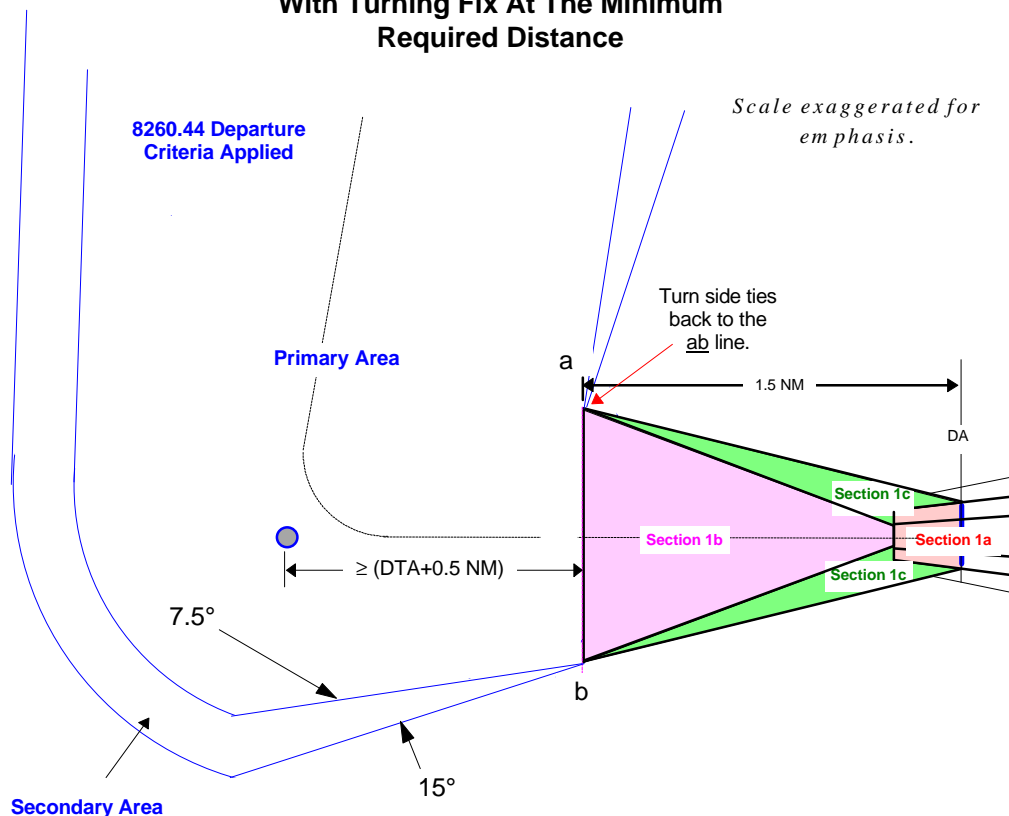 With Turning Fix At The Minimum
Required Distance
Scale exaggerated for
emphasis.
8260.44 Departure
Criteria Applied
Turn side ties
back to the
ab line.
Primary Area
a
1.5 NM
DA
Section 1c
Section 1b
Section 1a
Section 1c
≥ (DTA+0.5 NM)
7.5°
b
15°
Secondary Area